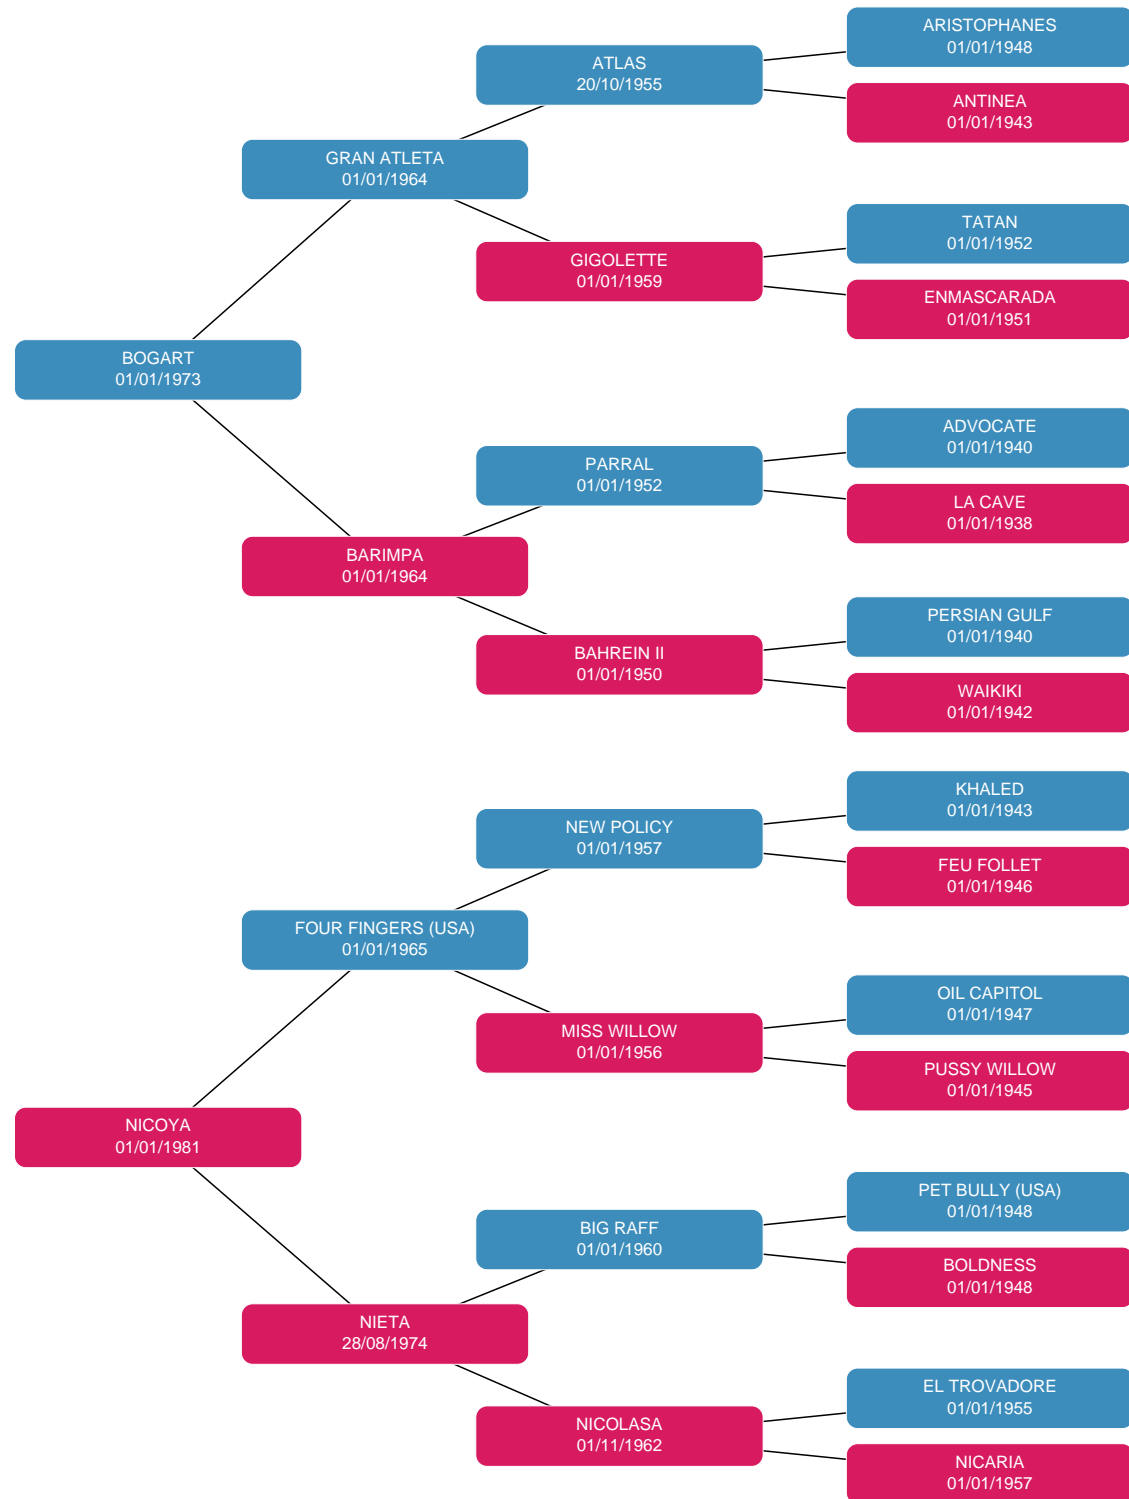 ARISTOPHANES
01/01/1948
ATLAS
20/10/1955
ANTINEA
01/01/1943
GRAN ATLETA
01/01/1964
TATAN
01/01/1952
GIGOLETTE
01/01/1959
ENMASCARADA
01/01/1951
BOGART
01/01/1973
ADVOCATE
01/01/1940
PARRAL
01/01/1952
LA CAVE
01/01/1938
BARIMPA
01/01/1964
PERSIAN GULF
01/01/1940
BAHREIN II
01/01/1950
WAIKIKI
01/01/1942
KHALED
01/01/1943
NEW POLICY
01/01/1957
FEU FOLLET
01/01/1946
FOUR FINGERS (USA)
01/01/1965
OIL CAPITOL
01/01/1947
MISS WILLOW
01/01/1956
PUSSY WILLOW
01/01/1945
NICOYA
01/01/1981
PET BULLY (USA)
01/01/1948
BIG RAFF
01/01/1960
BOLDNESS
01/01/1948
NIETA
28/08/1974
EL TROVADORE
01/01/1955
NICOLASA
01/11/1962
NICARIA
01/01/1957